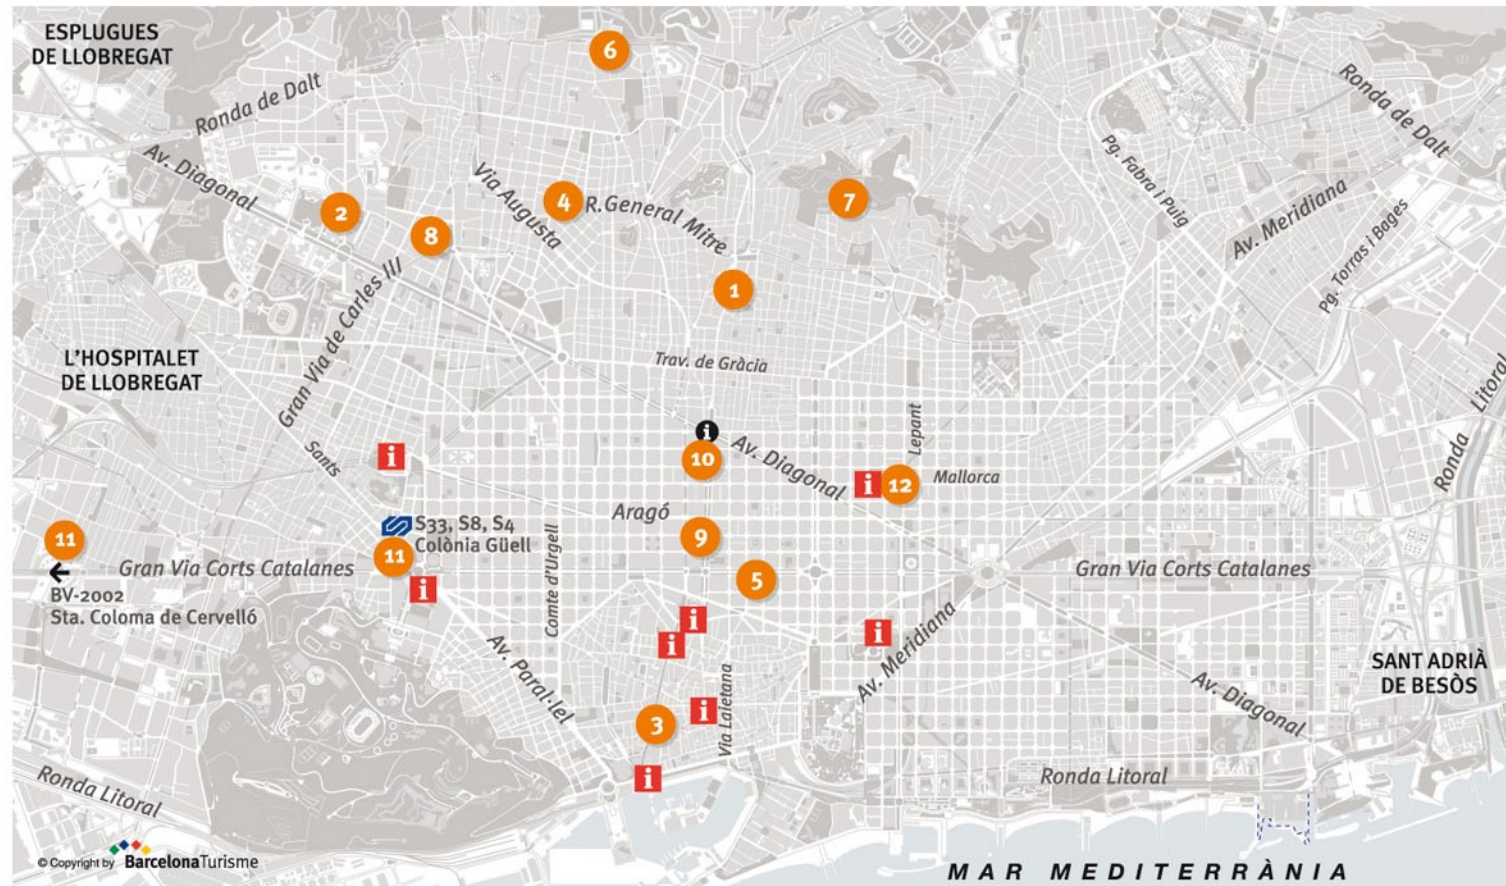 ESPLUGUES
DE LLOBREGAT
6
Ronda de Dalt
Ronda de Dalt
Av. Diagonal
Via Augusta
4
R.General Mitre
7
Pg. Fabra i Puig
Av. Meridiana
Pg. Torras i Bages
2
8
Gran Via de Carles III
1
L'HOSPITALET
DE LLOBREGAT
Trav. de Gràcia
Litoral
Ronda
Sants
i
i
10
Av. Diagonal
Lepant
i
12
Mallorca
Aragó
9
S33, S8, S4
Colònia Güell
11
11
Gran Via Corts Catalanes
BV-2002
Sta. Coloma de Cervelló
i
Comte d'Urgell
5
Gran Via Corts Catalanes
i
i
i
Av. Meridiana
Av. Paral·lel
3
i
Via Laietana
SANT ADRIÀ
DE BESÒS
Av. Diagonal
i
Ronda Litoral
Ronda Litoral
© Copyright by BarcelonaTurisme
MAR MEDITERRÀNIA